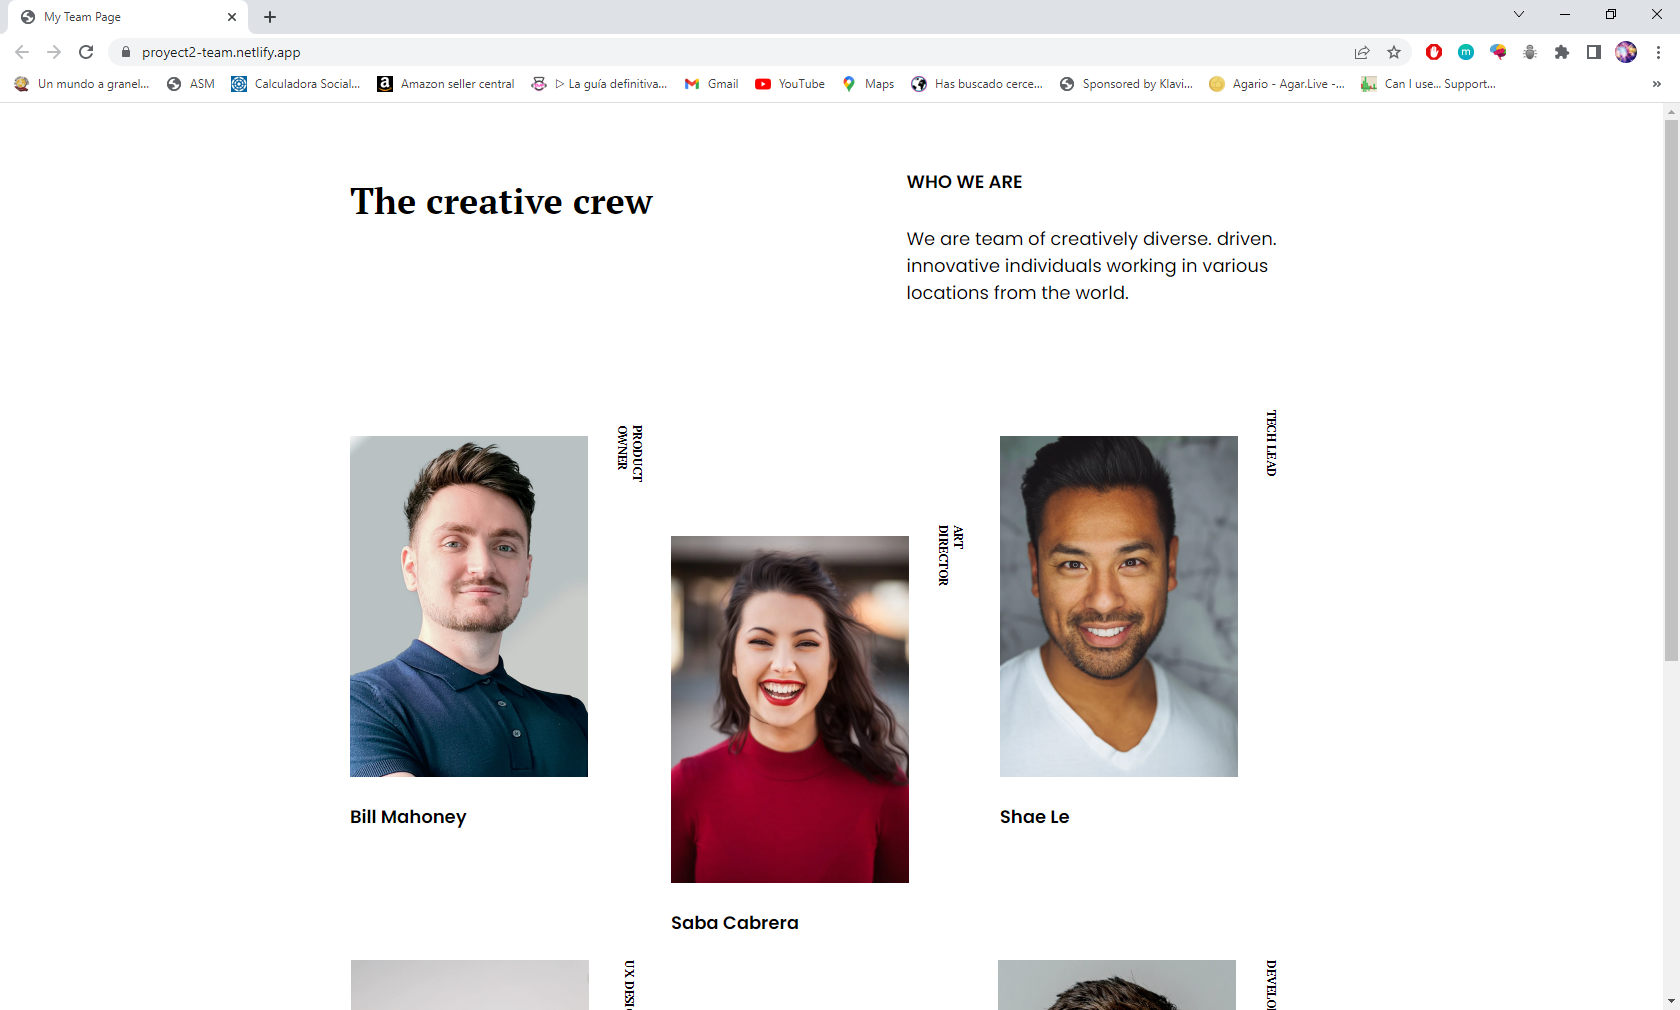 My Team Page
proyect2-team.netlify.app
Un mundo a granel...
ASM
Calculadora Social...
Amazon seller central
▷ La guía definitiva...
Gmail
YouTube
Maps
Has buscado cerce...
Sponsored by Klavi...
Agario - Agar.Live -...
Can I use... Support...
»
The creative crew
WHO WE ARE
We are team of creatively diverse. driven.
innovative individuals working in various
locations from the world.
PRODUCT
OWNER
Bill Mahoney
ART
DIRECTOR
Saba Cabrera
TECH LEAD
Shae Le
UX DESI
DEVELO